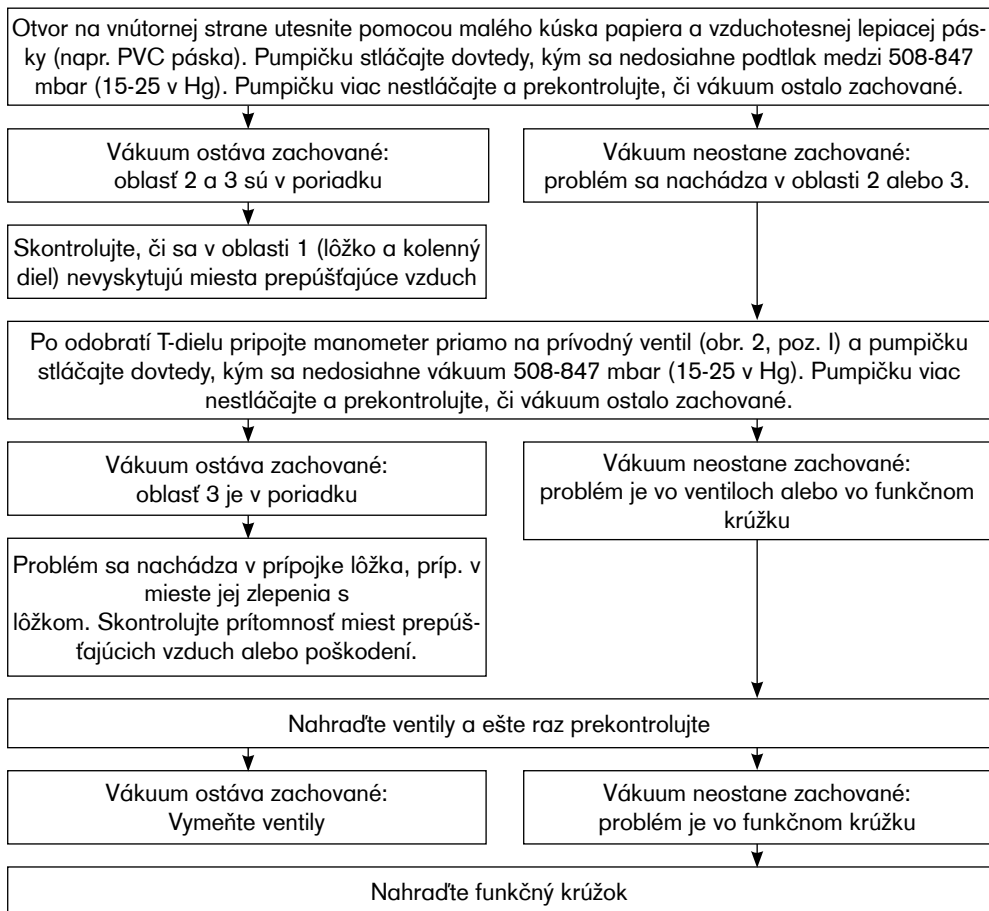 Otvor na vnútornej strane utesnite pomocou malého kúska papiera a vzduchotesnej lepiacej pás-
ky (napr. PVC páska). Pumpičku stláčajte dovtedy, kým sa nedosiahne podtlak medzi 508-847
mbar (15-25 v Hg). Pumpičku viac nestláčajte a prekontrolujte, či vákuum ostalo zachované.
Vákuum ostáva zachované:
oblasť 2 a 3 sú v poriadku
Vákuum neostane zachované:
problém sa nachádza v oblasti 2 alebo 3.
Skontrolujte, či sa v oblasti 1 (lôžko a kolenný
diel) nevyskytujú miesta prepúšťajúce vzduch
Po odobratí T-dielu pripojte manometer priamo na prívodný ventil (obr. 2, poz. I) a pumpičku
stláčajte dovtedy, kým sa nedosiahne vákuum 508-847 mbar (15-25 v Hg). Pumpičku viac
nestláčajte a prekontrolujte, či vákuum ostalo zachované.
Vákuum ostáva zachované:
oblasť 3 je v poriadku
Vákuum neostane zachované:
problém je vo ventiloch alebo vo funkčnom
krúžku
Problém sa nachádza v prípojke lôžka, príp. v
mieste jej zlepenia s
lôžkom. Skontrolujte prítomnosť miest prepúš-
ťajúcich vzduch alebo poškodení.
Nahraďte ventily a ešte raz prekontrolujte
Vákuum ostáva zachované:
Vymeňte ventily
Vákuum neostane zachované:
problém je vo funkčnom krúžku
Nahraďte funkčný krúžok